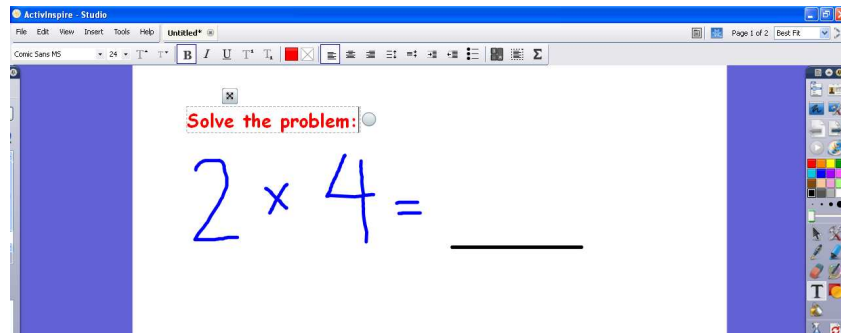 ActivInspire - Studio
File Edit View Insert Tools Help Untitled* Page 1 of 2 Best Fit
Comic Sans MS 24 T T B I U T T Σ
Solve the problem:
2 × 4 =
T